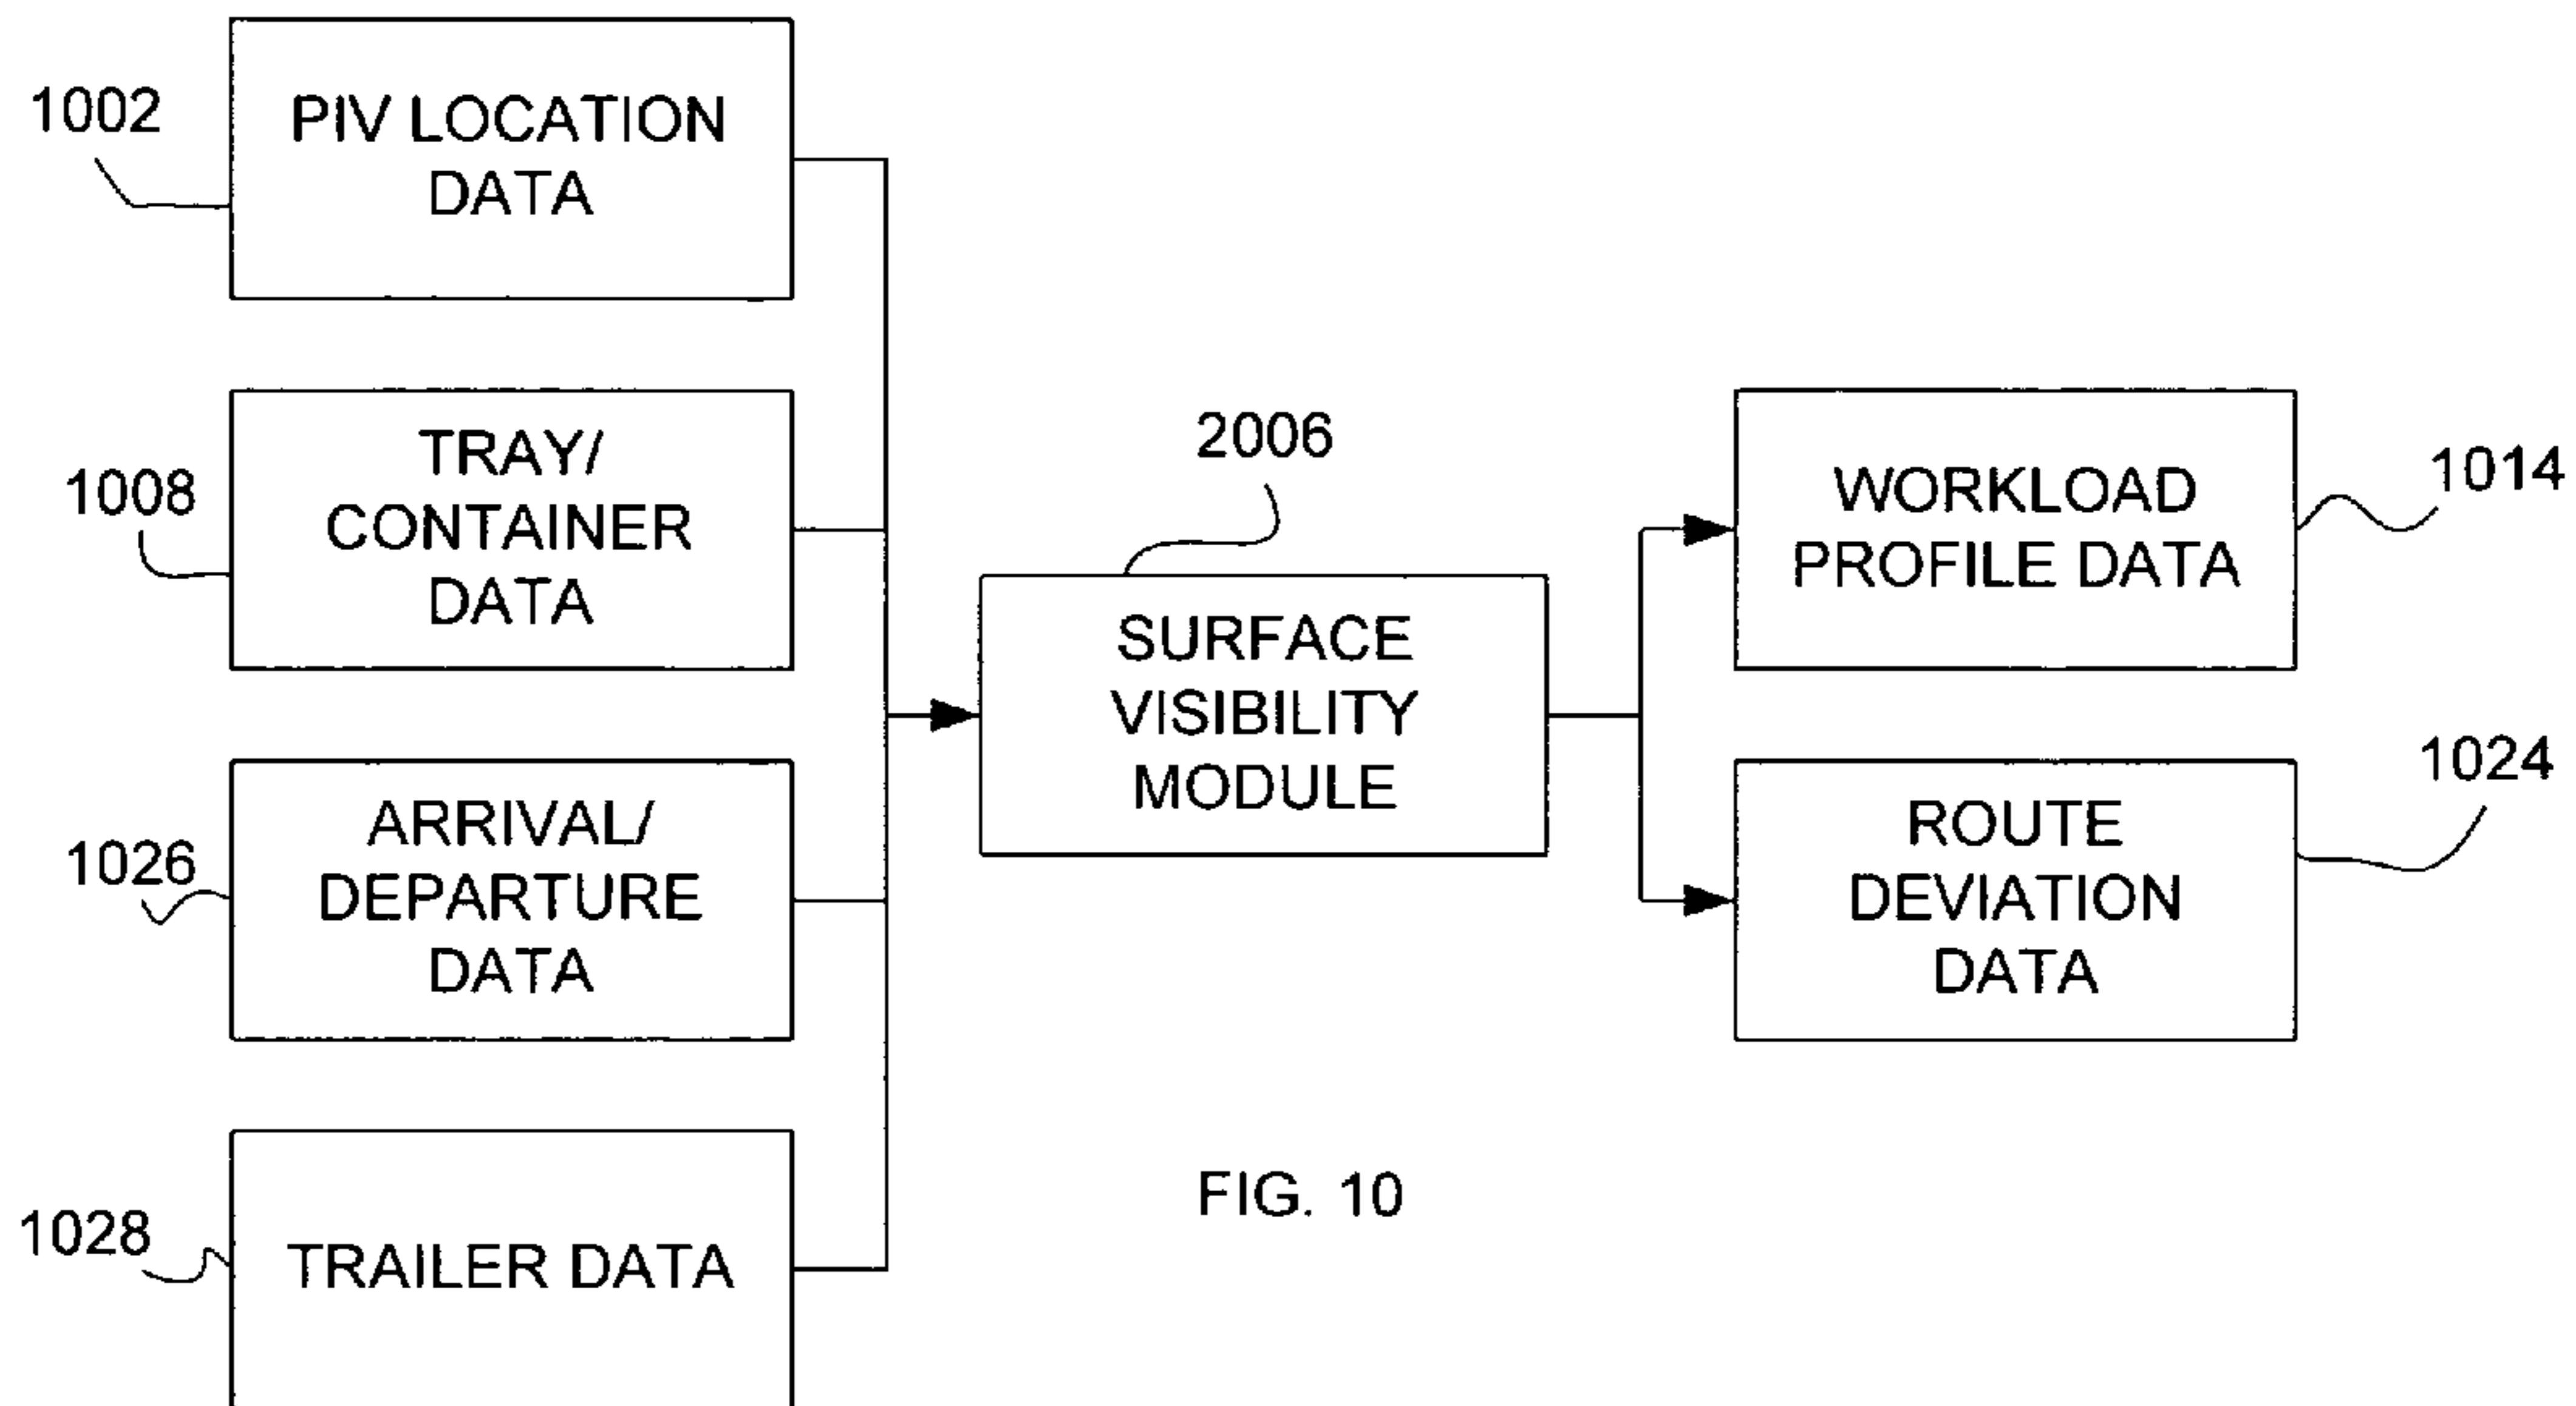 1002
PIV LOCATION
DATA
1008
TRAY/
CONTAINER
DATA
1026
ARRIVAL/
DEPARTURE
DATA
1028
TRAILER DATA
2006
SURFACE
VISIBILITY
MODULE
1014
WORKLOAD
PROFILE DATA
1024
ROUTE
DEVIATION
DATA
FIG. 10